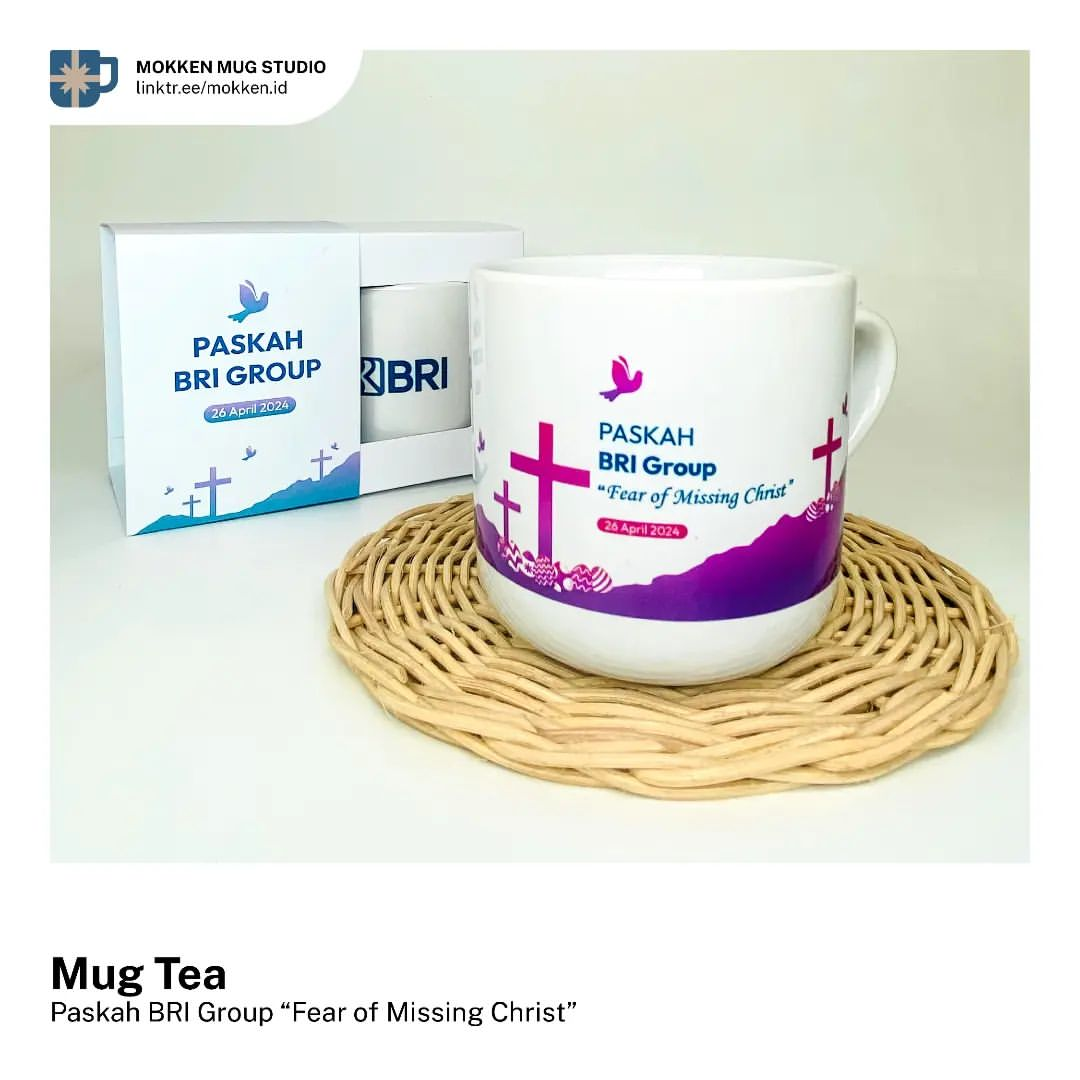 MOKKEN MUG STUDIO
linktr.ee/mokken.id
PASKAH
BRI GROUP
26 April 2024
BRI
PASKAH
BRI Group
“Fear of Missing Christ”
26 April 2024
Mug Tea
Paskah BRI Group “Fear of Missing Christ”